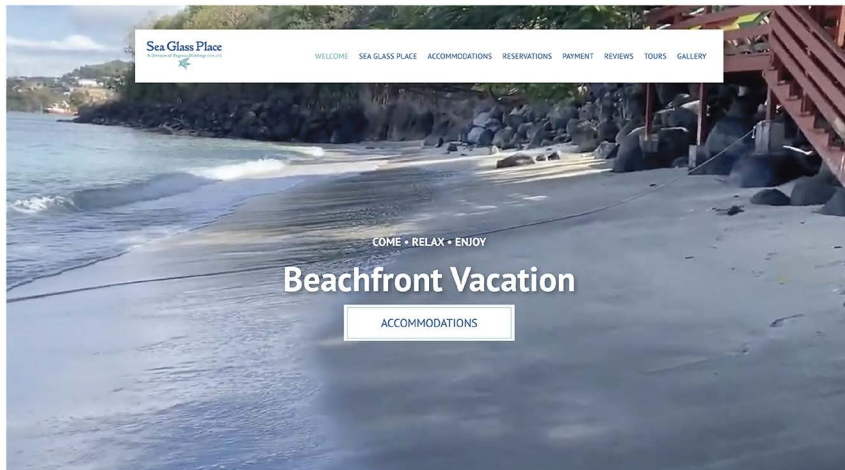 Sea Glass Place
WELCOME SEA GLASS PLACE ACCOMMODATIONS RESERVATIONS PAYMENT REVIEWS TOURS GALLERY
COME • RELAX • ENJOY
Beachfront Vacation
ACCOMMODATIONS